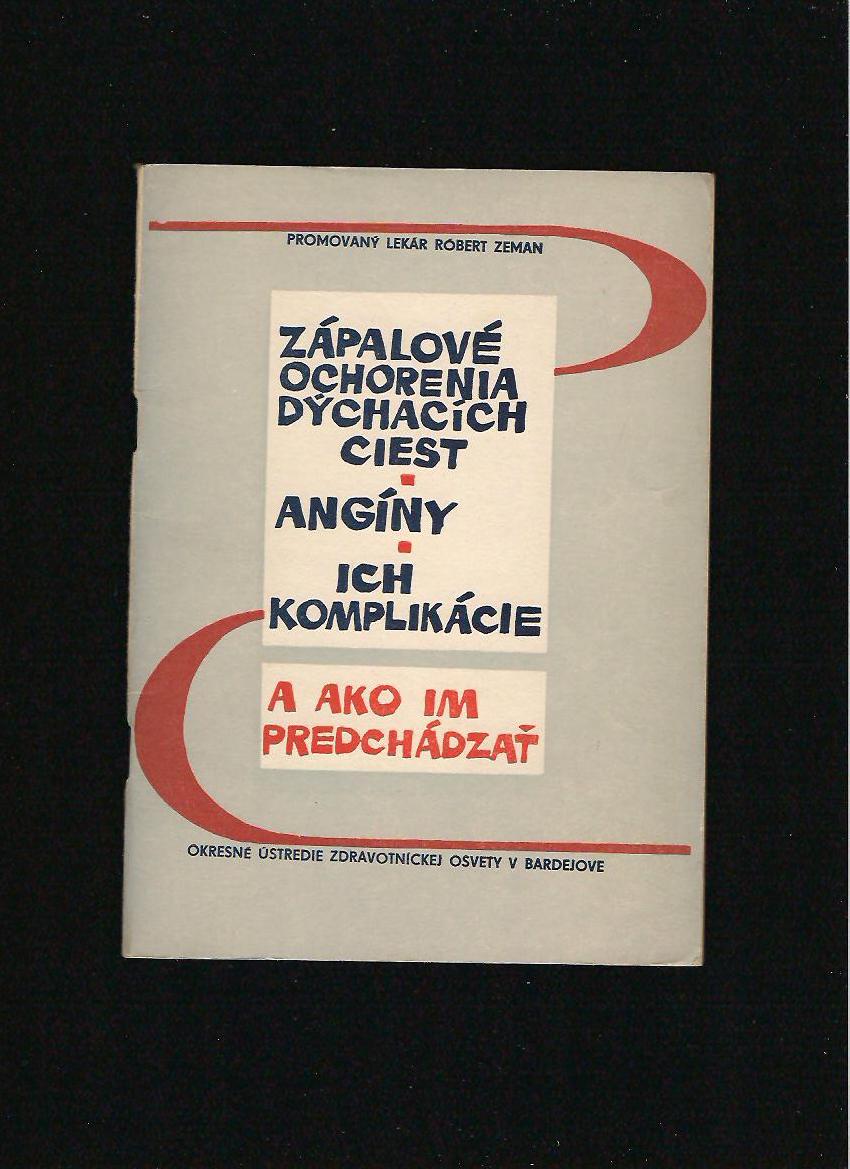 PROMOVANÝ LEKÁR RÓBERT ZEMAN
ZÁPALOVÉ
OCHORENIA
DÝCHACÍCH
CIEST
ANGÍNY
ICH
KOMPLIKÁCIE
A AKO IM
PREDCHÁDZAŤ
OKRESNÉ ÚSTREDIE ZDRAVOTNÍCKEJ OSVETY V BARDEJOVE